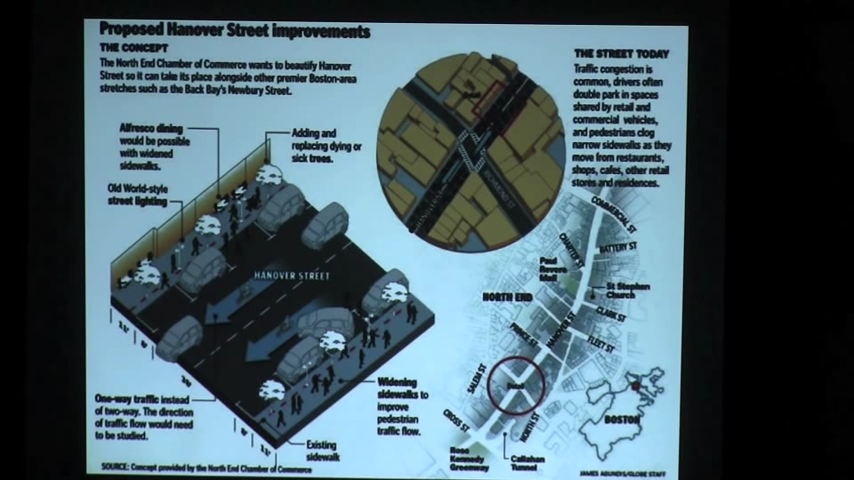 Proposed Hanover Street improvements
THE CONCEPT
The North End Chamber of Commerce wants to beautify Hanover
Street so it can take its place alongside other premier Boston-area
stretches such as the Back Bay's Newbury Street.
Alfresco dining
would be possible
with widened
sidewalks.
Adding and
replacing dying or
sick trees.
Old World-style
street lighting
HANOVER STREET
One-way traffic instead
of two-way. The direction
of traffic flow would need
to be studied.
Widening
sidewalks to
improve
pedestrian
traffic flow.
Existing
sidewalk
SOURCE: Concept provided by the North End Chamber of Commerce
THE STREET TODAY
Traffic congestion is
common, drivers often
double park in spaces
shared by retail and
commercial vehicles,
and pedestrians clog
narrow sidewalks as they
move from restaurants,
shops, cafes, other retail
stores and residences.
RICHMOND ST
COMMERCIAL ST
CHARTER ST
BATTERY ST
Paul
Revere
Mall
St Stephen
Church
NORTH END
CLARK ST
HANOVER ST
PRINCE ST
FLEET ST
SALEM ST
Detail
CROSS ST
NORTH ST
BOSTON
Rose
Kennedy
Greenway
Callahan
Tunnel
JAMES ABUNDIS/GLOBE STAFF